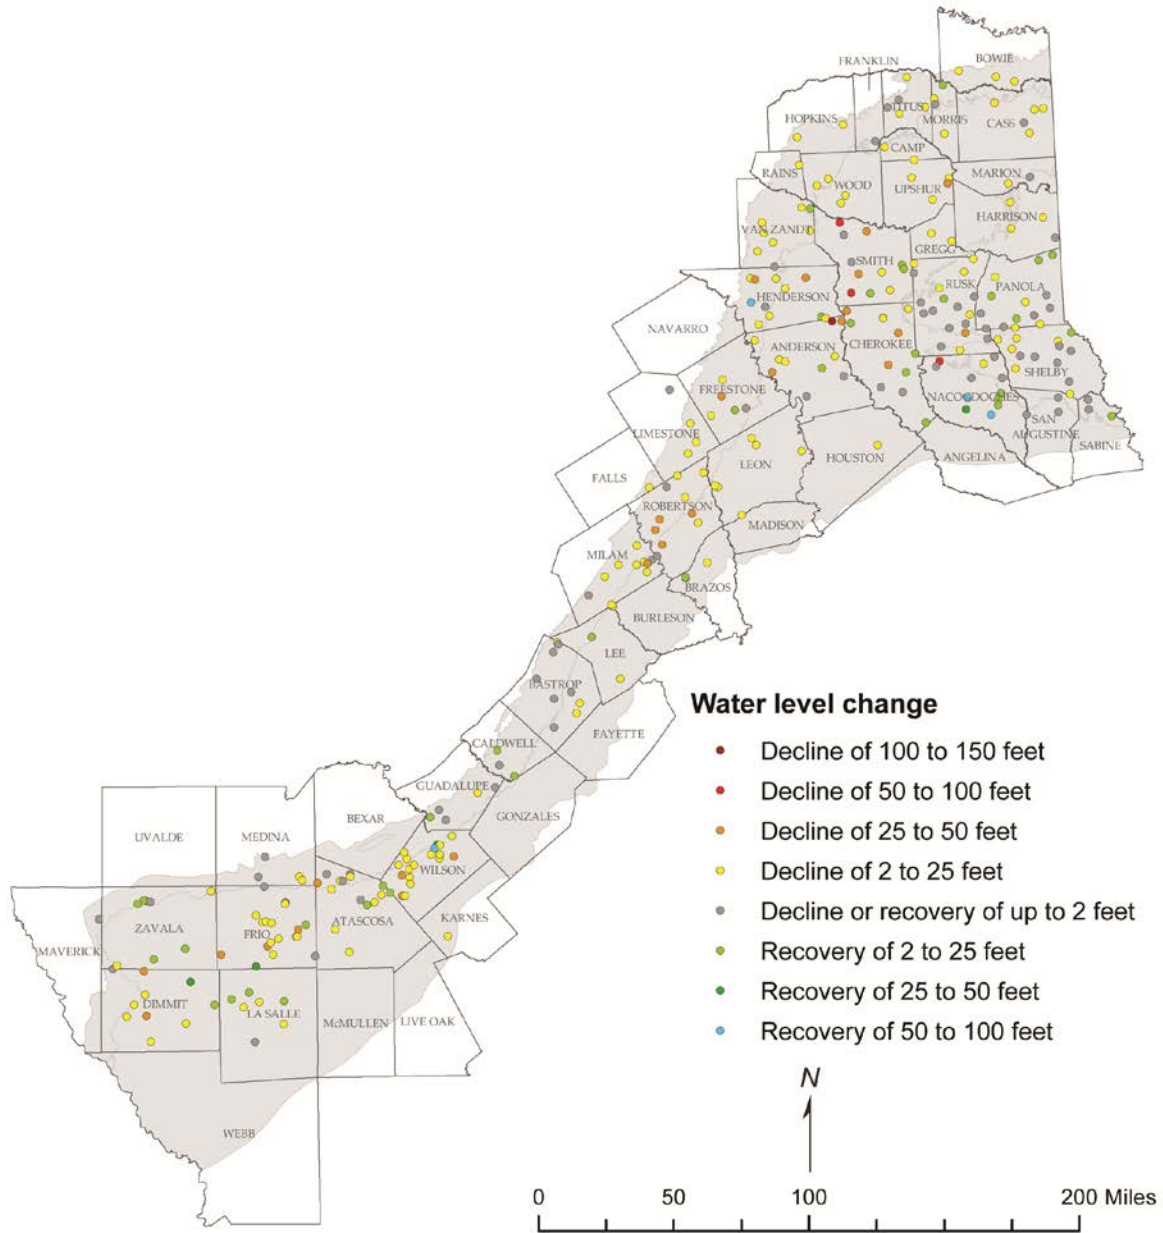 FRANKLIN
BOWIE
TITUS
HOPKINS
MORRIS
CASS
CAMP
RAINS
WOOD
UPSHUR
MARION
HARRISON
VAN ZANDT
GREGG
SMITH
RUSK
PANOLA
HENDERSON
NAVARRO
ANDERSON
CHEROKEE
SHELBY
FREESTONE
NACOGDOCHES
SAN
AUGUSTINE
SABINE
LIMESTONE
LEON
HOUSTON
ANGELINA
FALLS
ROBERTSON
MADISON
MILAM
BRAZOS
BURLESON
LEE
BASTROP
FAYETTE
CALDWELL
GUADALUPE
GONZALES
BEXAR
UVALDE
MEDINA
WILSON
KARNES
ATASCOSA
ZAVALA
FRIO
MAVERICK
DIMMIT
LA SALLE
McMULLEN
LIVE OAK
WEBB
Water level change
Decline of 100 to 150 feet
Decline of 50 to 100 feet
Decline of 25 to 50 feet
Decline of 2 to 25 feet
Decline or recovery of up to 2 feet
Recovery of 2 to 25 feet
Recovery of 25 to 50 feet
Recovery of 50 to 100 feet
N
0 50 100 200 Miles